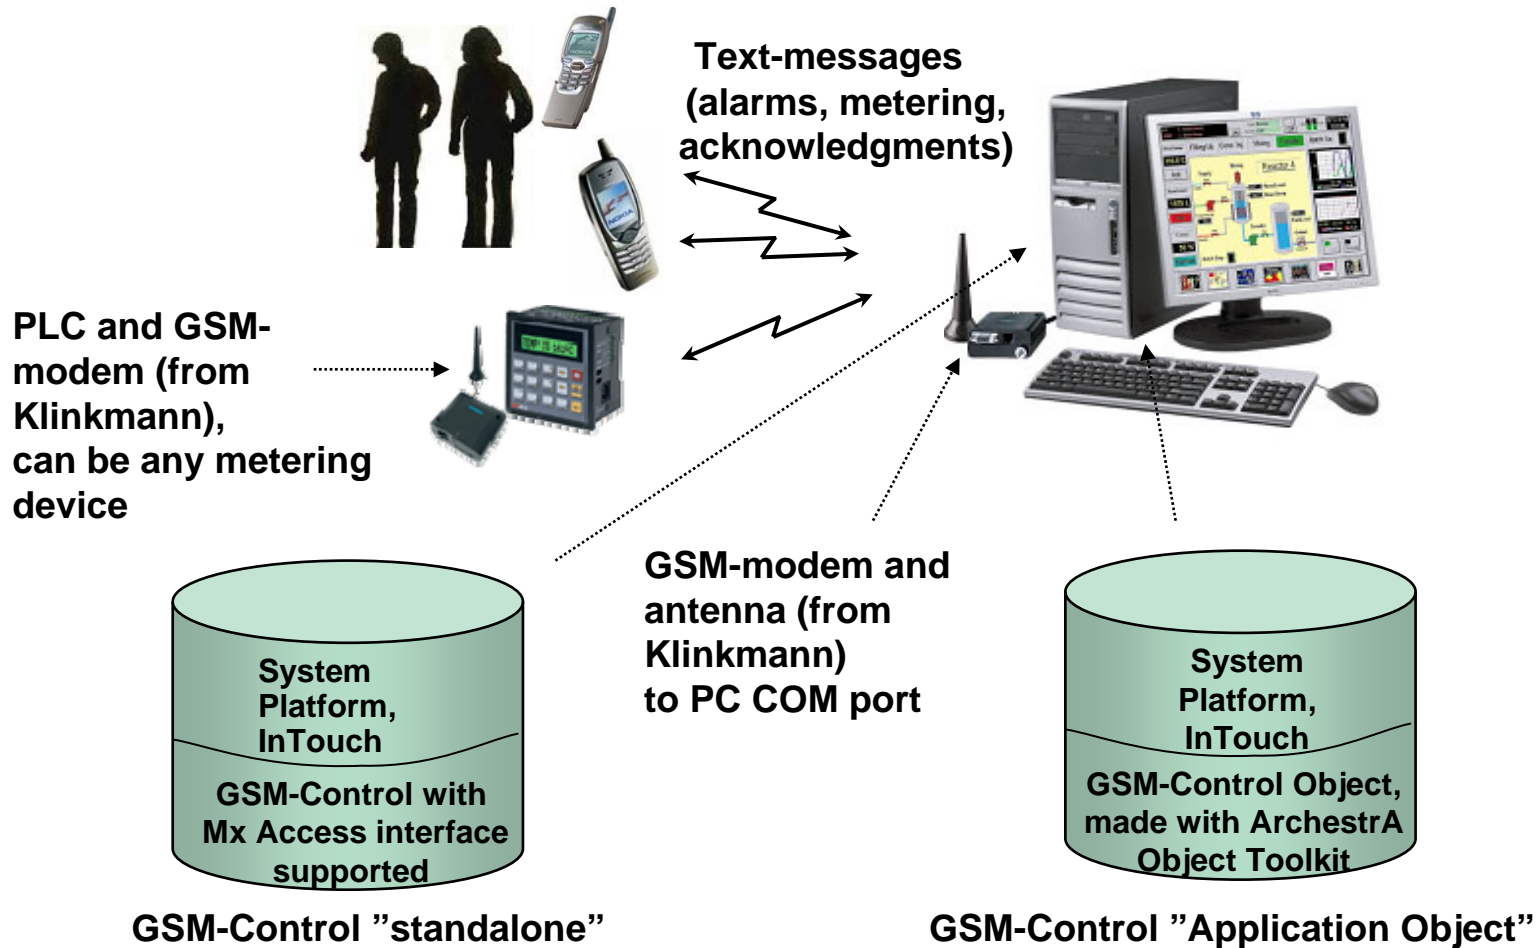 Text-messages
(alarms, metering,
acknowledgments)
NOKIA
PLC and GSM-
modem (from
Klinkmann),
can be any metering
device
Reactor A
GSM-modem and
antenna (from
Klinkmann)
to PC COM port
System
Platform,
InTouch
GSM-Control with
Mx Access interface
supported
GSM-Control ”standalone”
System
Platform,
InTouch
GSM-Control Object,
made with ArchestrA
Object Toolkit
GSM-Control ”Application Object”